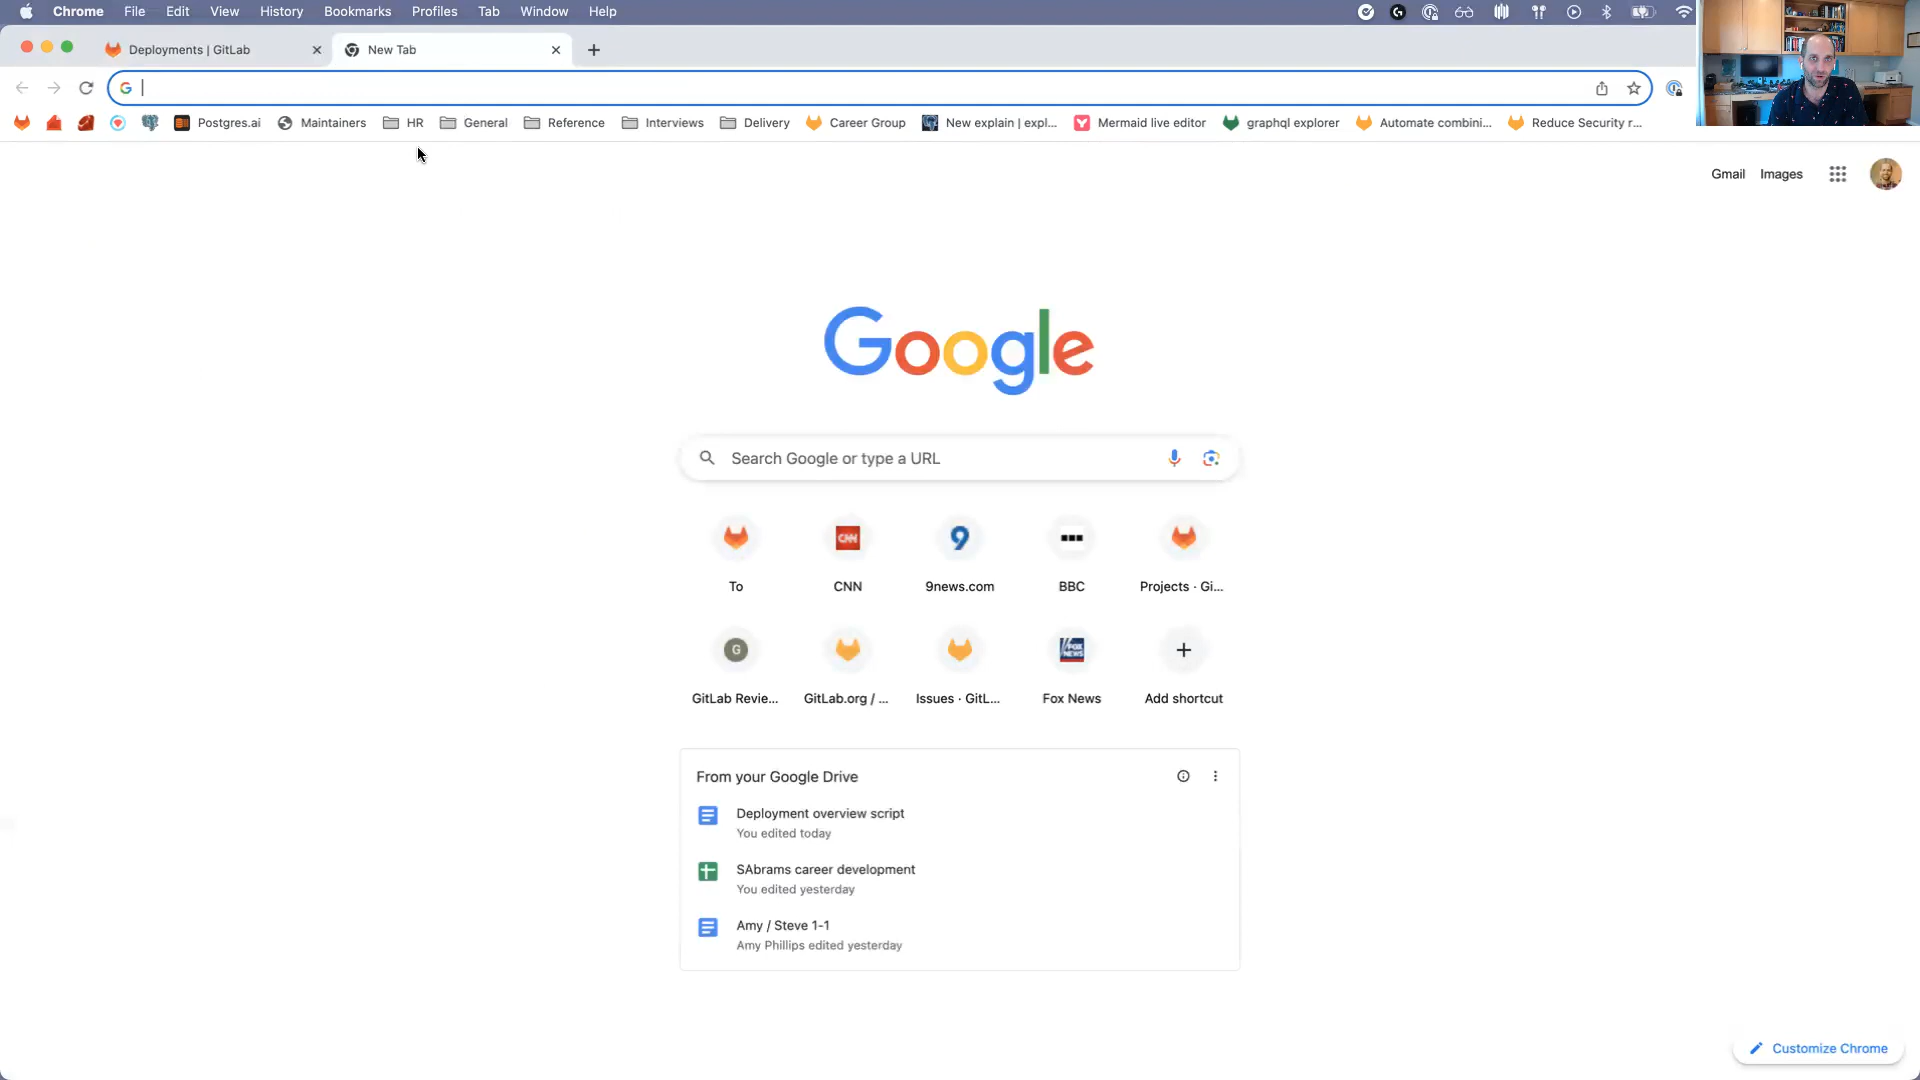 Chrome File Edit View History Bookmarks Profiles Tab Window Help
Deployments | GitLab New Tab
Postgres.ai Maintainers HR General Reference Interviews Delivery Career Group New explain | expl... Mermaid live editor graphql explorer Automate combini... Reduce Security r...
Gmail Images
Google
Search Google or type a URL
CNN 9
To CNN 9news.com BBC Projects · Gi...
G FOX NEWS
GitLab Revie... GitLab.org / ... Issues · GitL... Fox News Add shortcut
From your Google Drive
Deployment overview script
You edited today
SAbrams career development
You edited yesterday
Amy / Steve 1-1
Amy Phillips edited yesterday
Customize Chrome